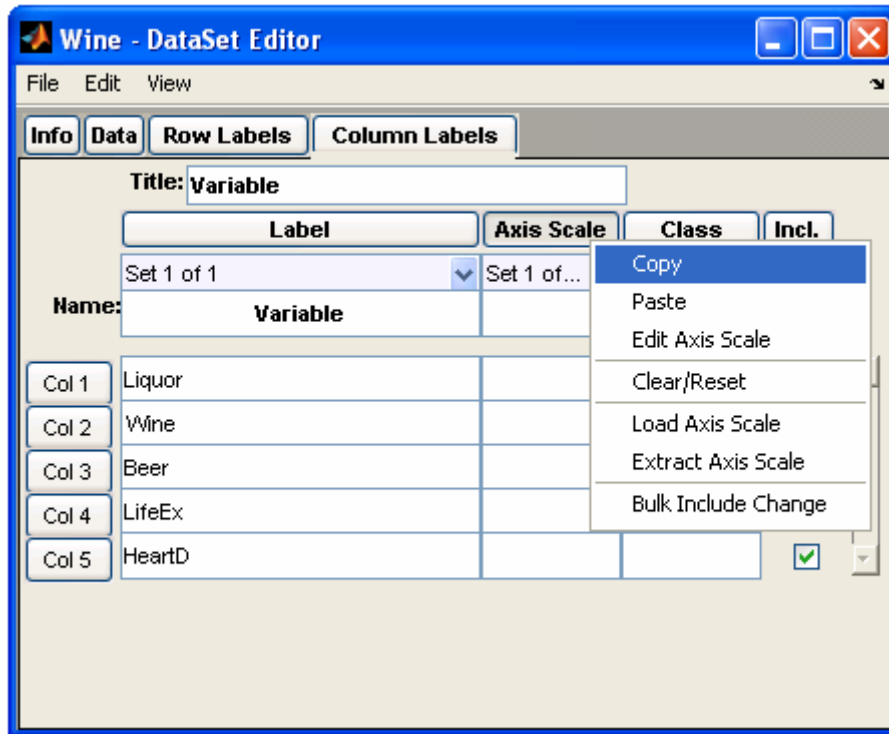 Wine - DataSet Editor
File Edit View
Info Data Row Labels Column Labels
Title: Variable
Label Axis Scale Class Incl.
Set 1 of 1 Set 1 of...
Name: Variable
Copy
Paste
Edit Axis Scale
Clear/Reset
Load Axis Scale
Extract Axis Scale
Bulk Include Change
Col 1 Liquor
Col 2 Wine
Col 3 Beer
Col 4 LifeEx
Col 5 HeartD